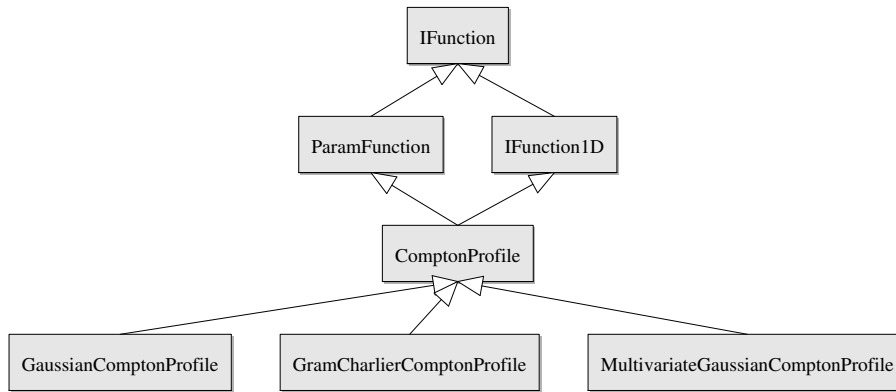 IFunction
ParamFunction
IFunction1D
ComptonProfile
GaussianComptonProfile
GramCharlierComptonProfile
MultivariateGaussianComptonProfile